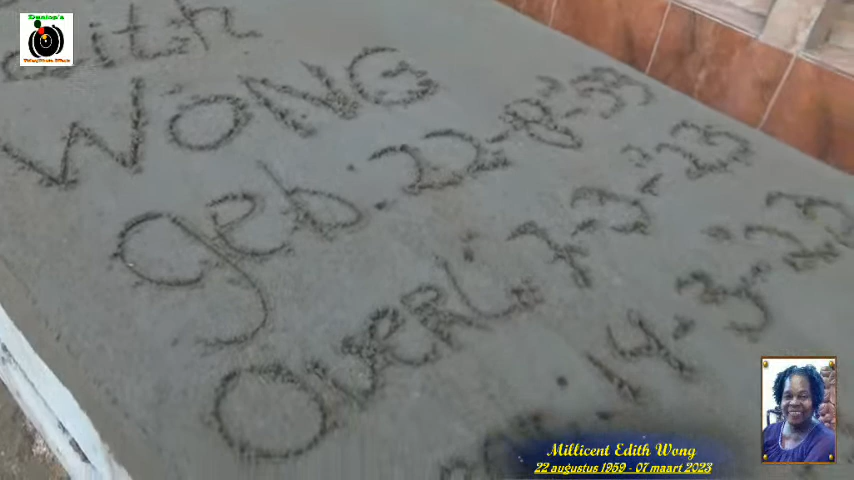 Edith
WONG
geb: 22-8-59
OVERL: 7-3-23
14-3-23
Millicent Edith Wong
22 augustus 1959 - 07 maart 2023